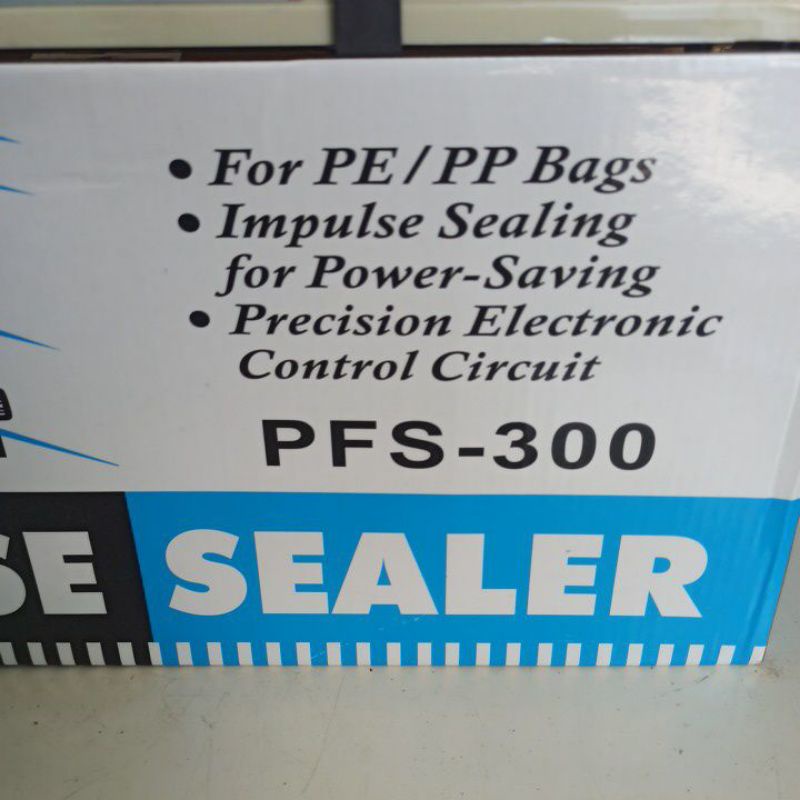 • For PE/PP Bags
• Impulse Sealing
for Power-Saving
• Precision Electronic
Control Circuit
PFS-300
SE SEALER